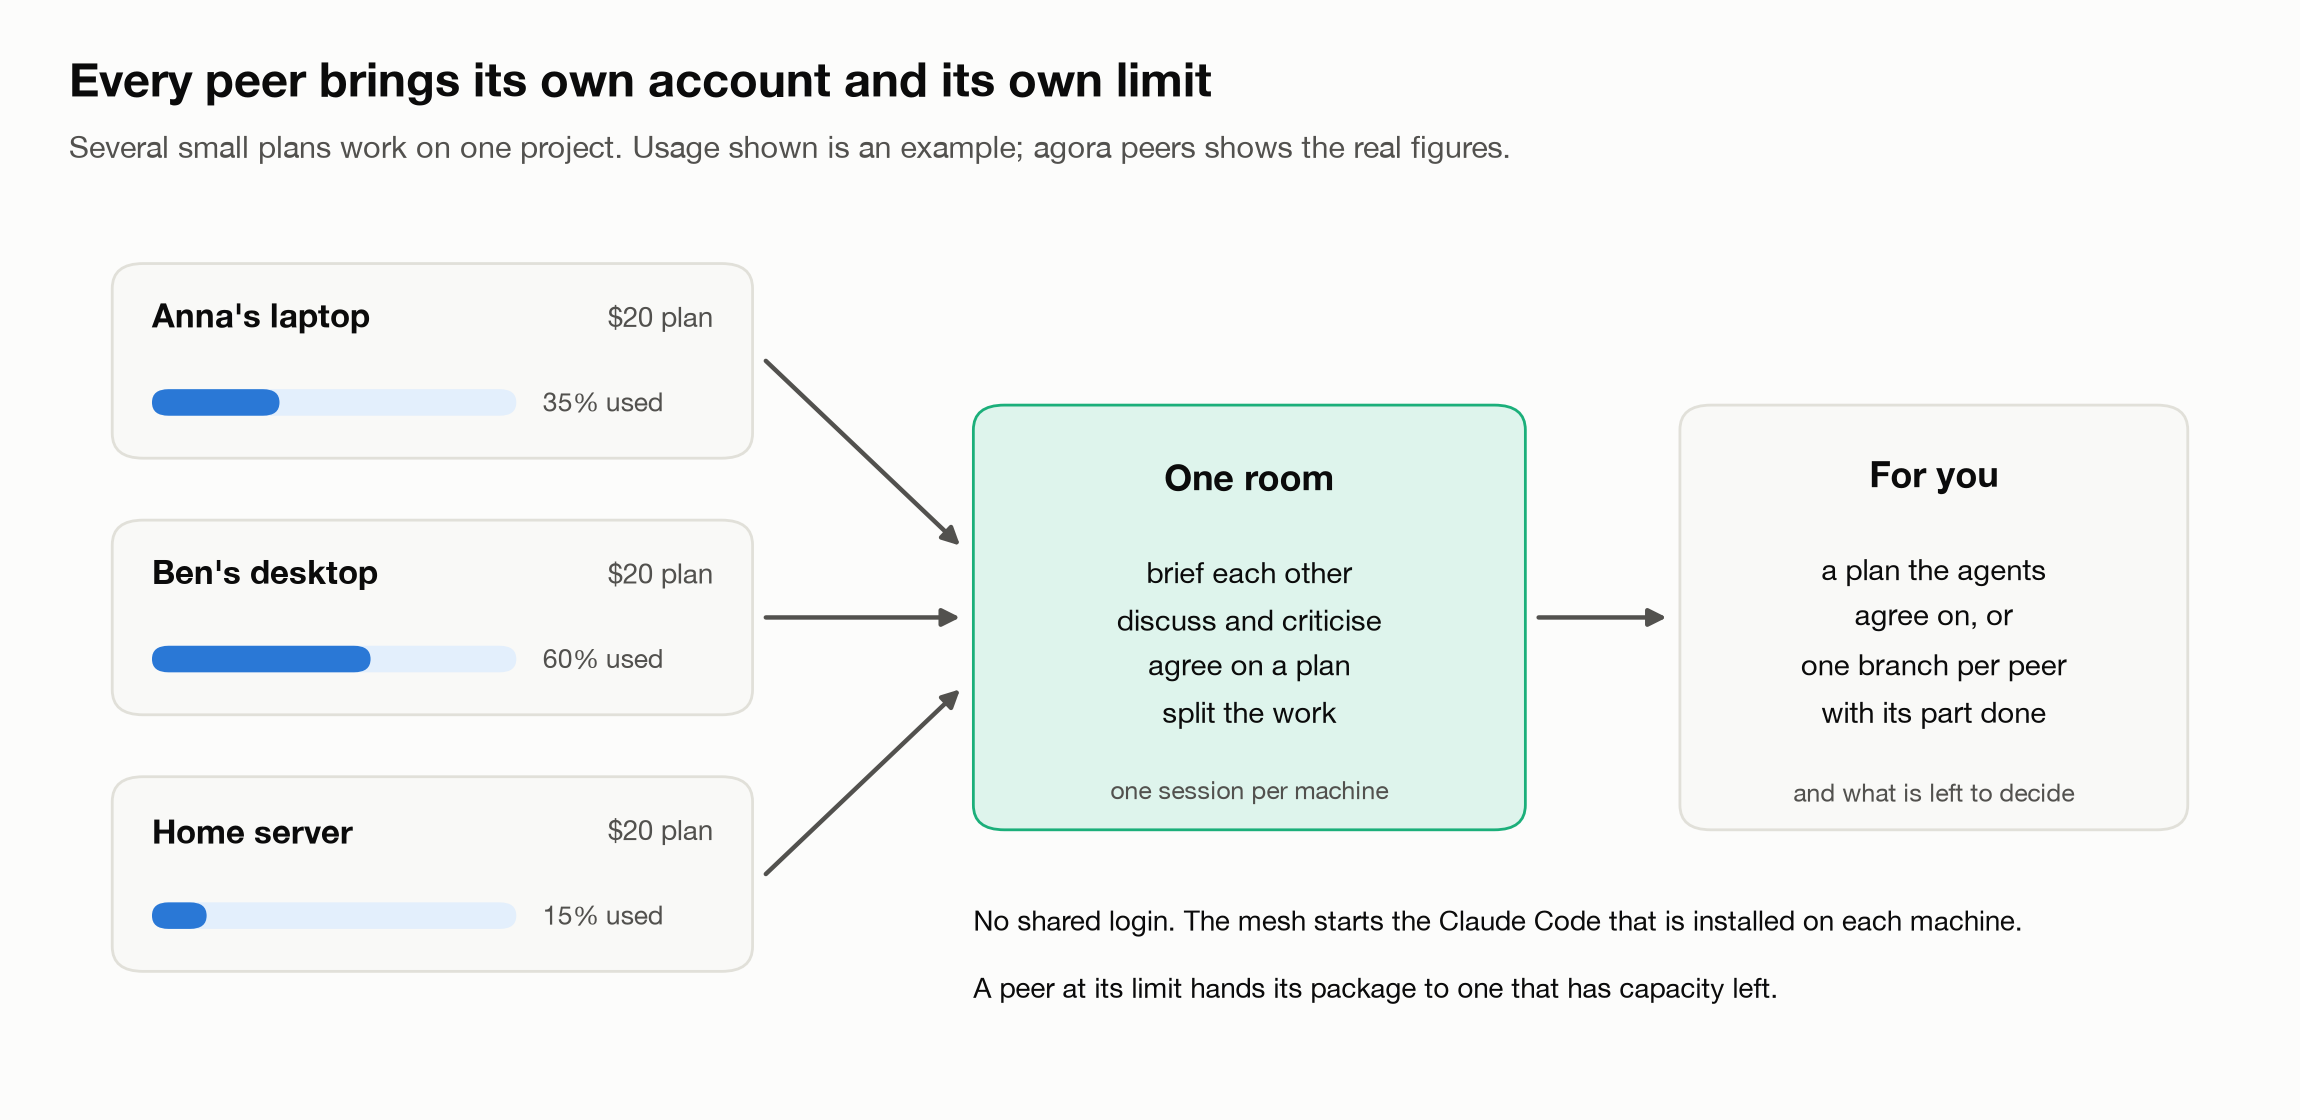 Every peer brings its own account and its own limit
Several small plans work on one project. Usage shown is an example; agora peers shows the real figures.
Anna's laptop
$20 plan
35% used
Ben's desktop
$20 plan
60% used
Home server
$20 plan
15% used
One room
brief each other
discuss and criticise
agree on a plan
split the work
one session per machine
For you
a plan the agents
agree on, or
one branch per peer
with its part done
and what is left to decide
No shared login. The mesh starts the Claude Code that is installed on each machine.
A peer at its limit hands its package to one that has capacity left.